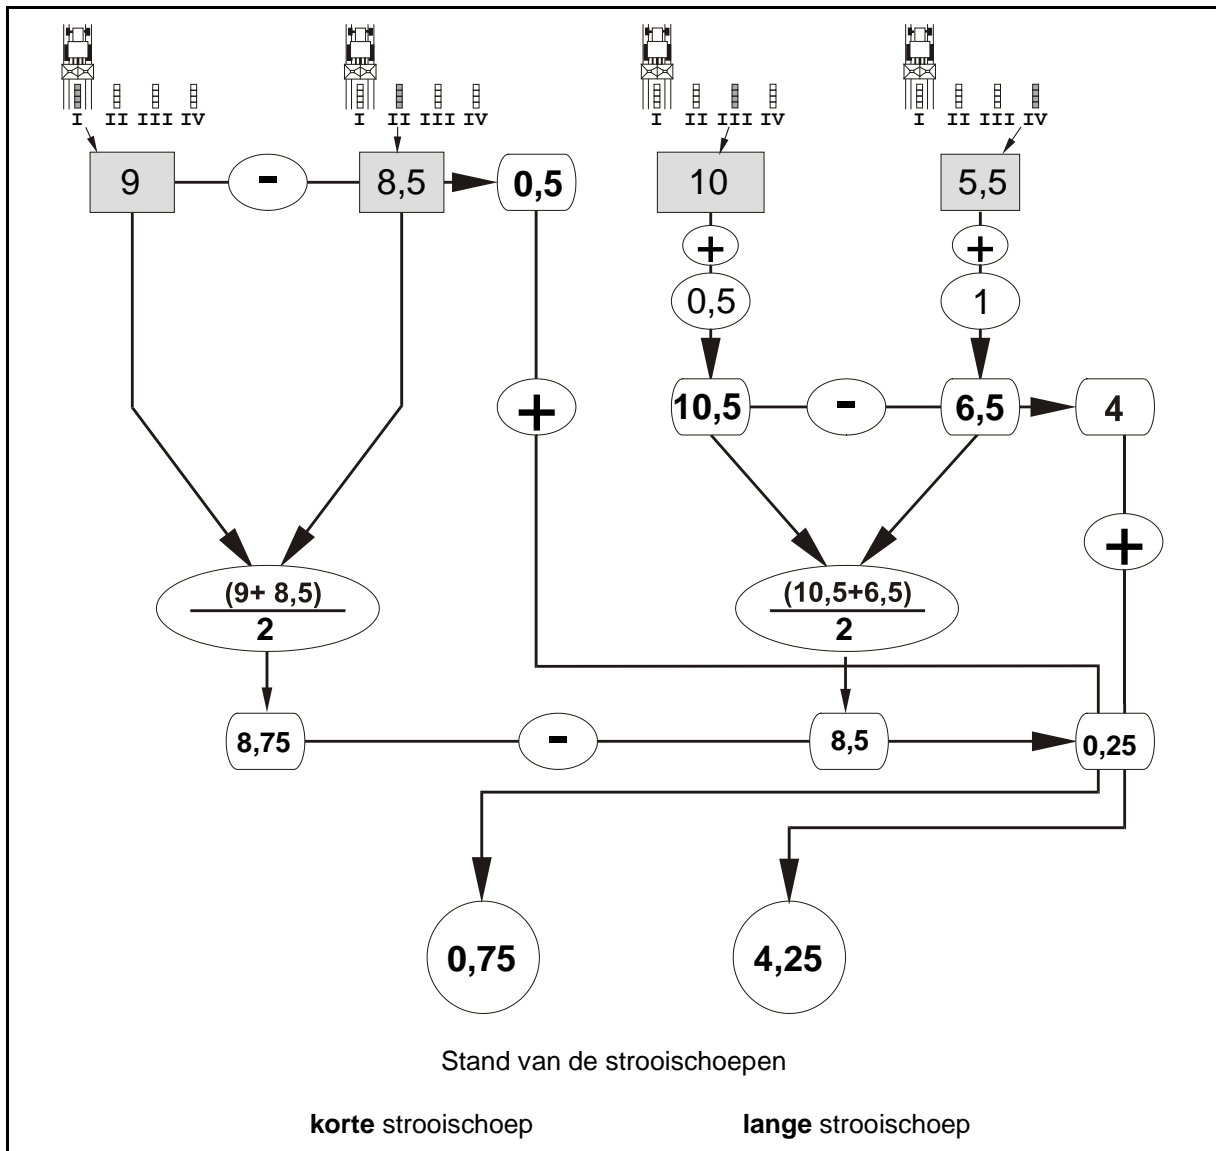 I II III IV I II III IV I II III IV I II III IV
9 - 8,5 0,5 10 5,5
+ +
0,5 1
+ 10,5 - 6,5 4
+
(9+ 8,5) (10,5+6,5)
2 2
8,75 - 8,5 0,25
0,75 4,25
Stand van de strooischoepen
korte strooischoep lange strooischoep